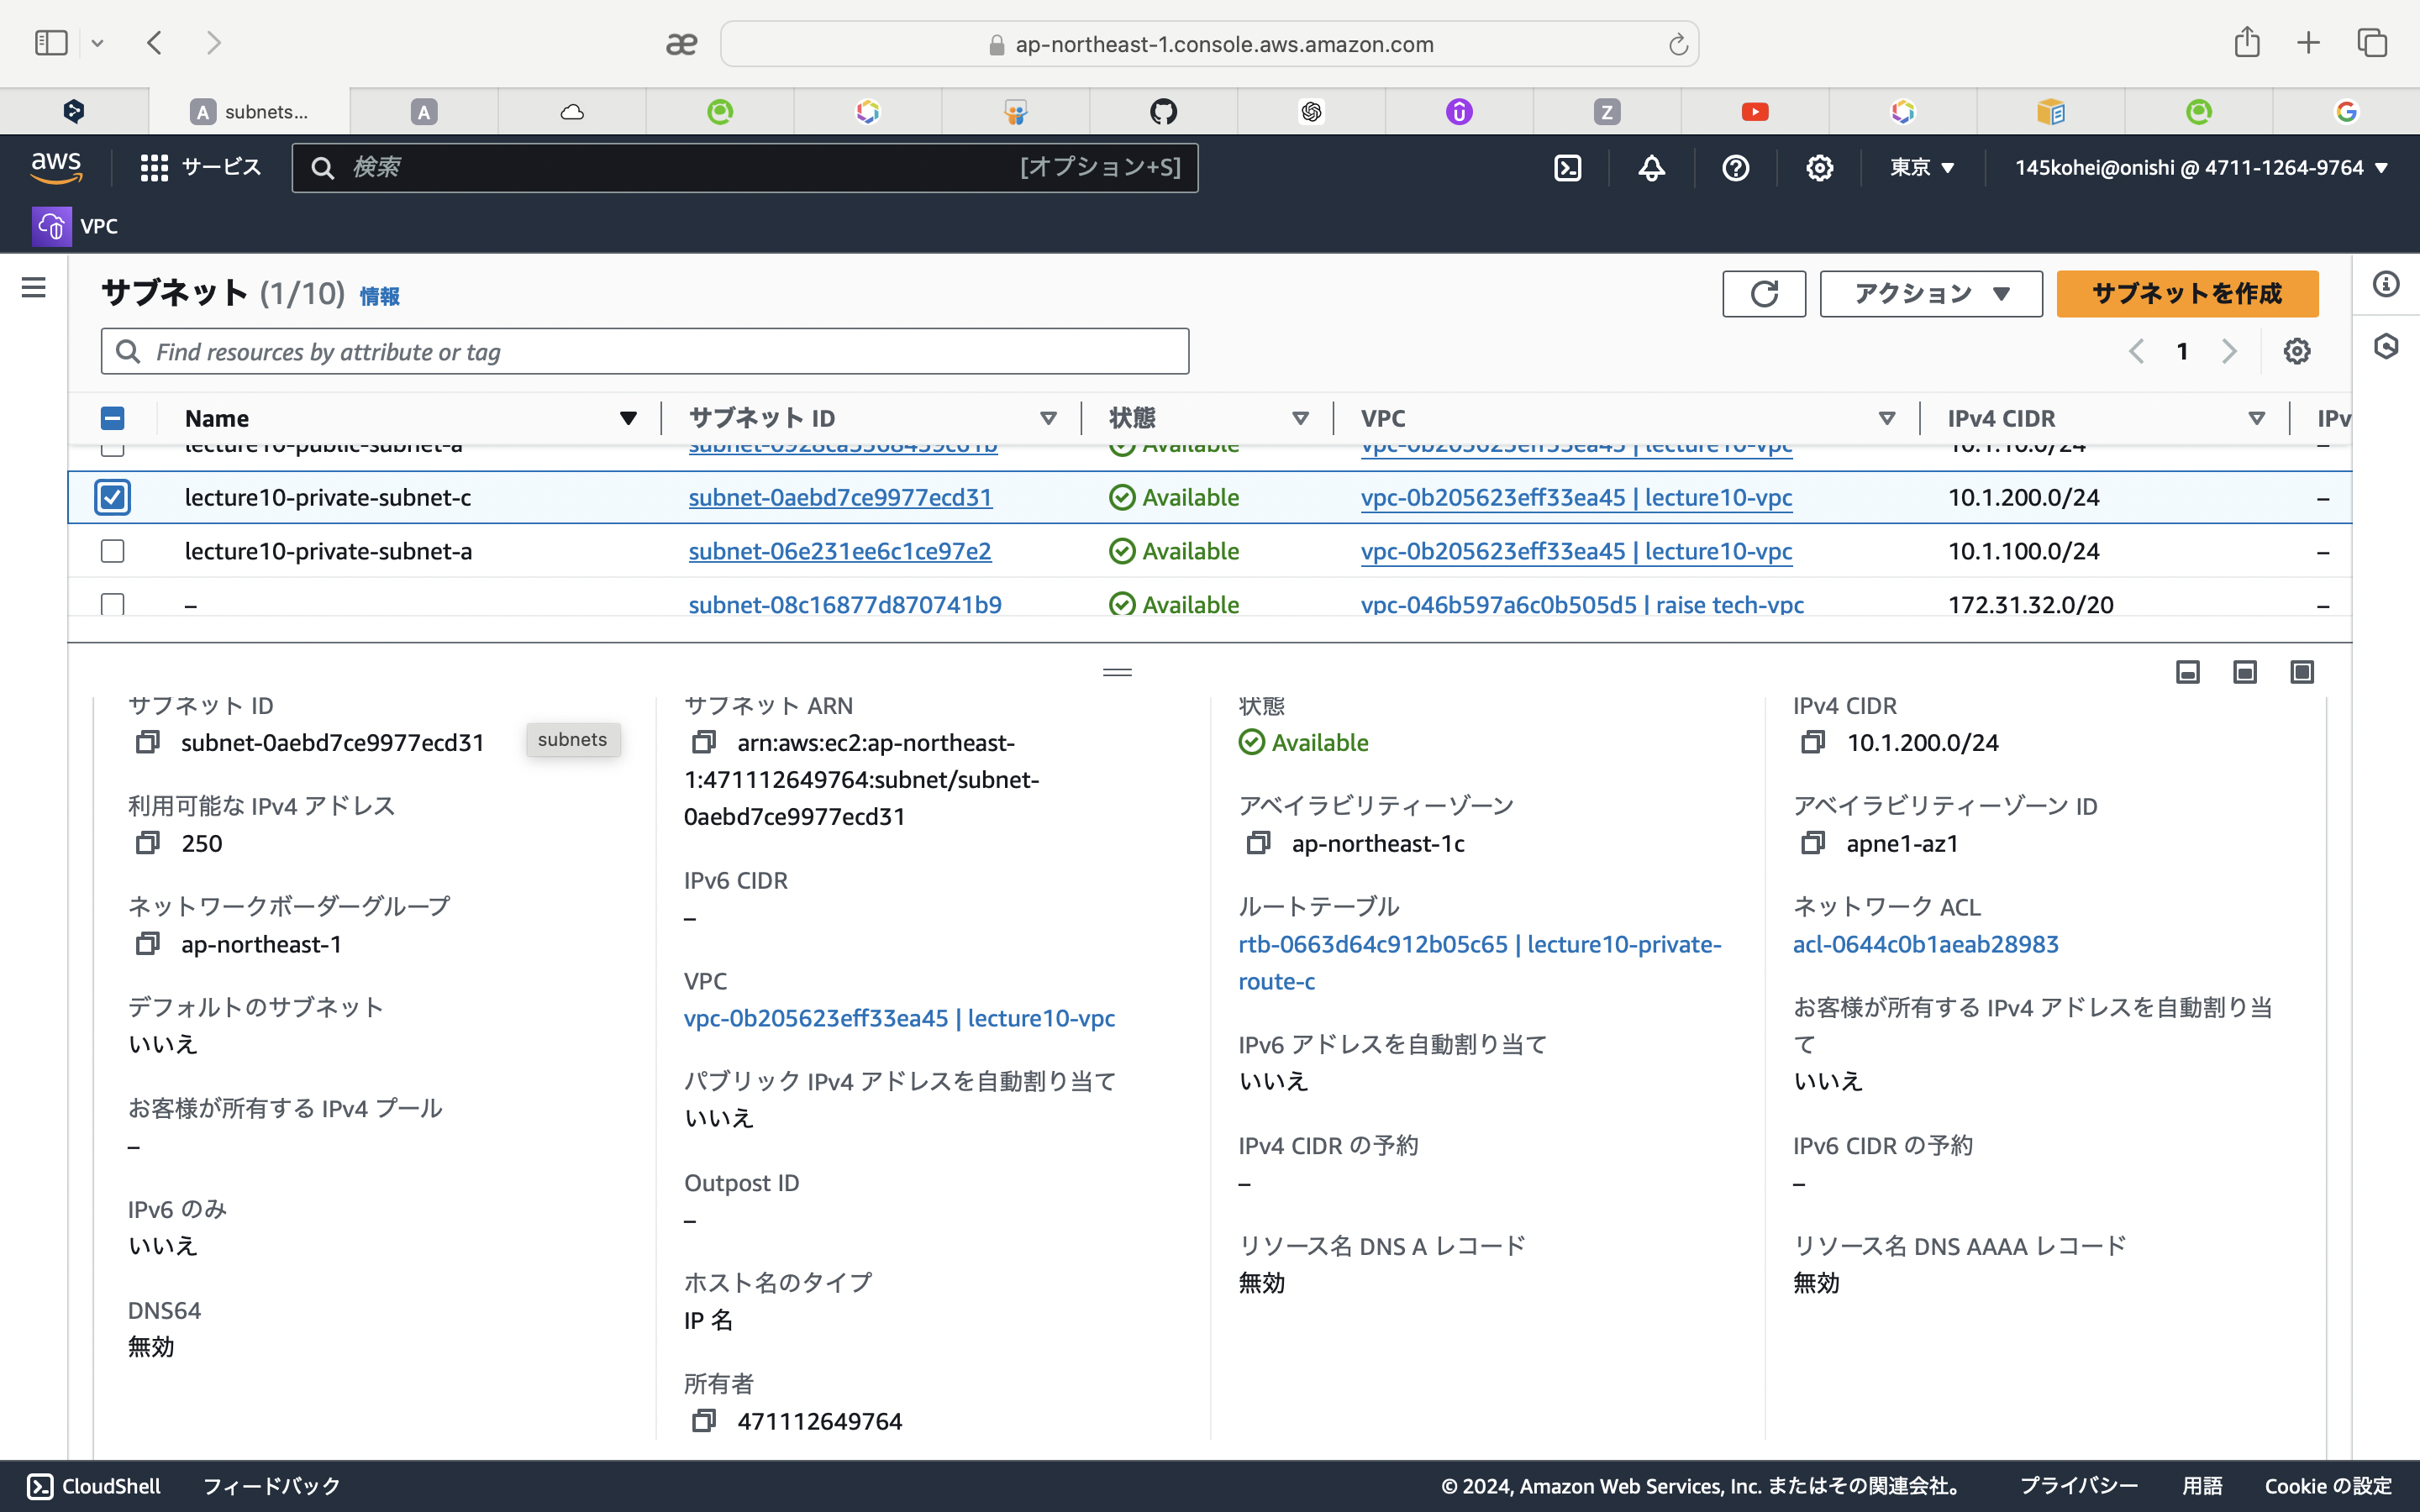 ap-northeast-1.console.aws.amazon.com
A subnets...
A
Z
aws サービス 検索 [オプション+S] 東京 ▼ 145kohei@onishi @ 4711-1264-9764 ▼
VPC
サブネット (1/10) 情報 アクション ▼ サブネットを作成
Find resources by attribute or tag 1
Name サブネット ID 状態 VPC IPv4 CIDR IPv
lecture10-public-subnet-a Available vpc-0b205623eff33ea45 | lecture10-vpc 10.1.10.0/24 –
lecture10-private-subnet-c subnet-0aebd7ce9977ecd31 Available vpc-0b205623eff33ea45 | lecture10-vpc 10.1.200.0/24 –
lecture10-private-subnet-a subnet-06e231ee6c1ce97e2 Available vpc-0b205623eff33ea45 | lecture10-vpc 10.1.100.0/24 –
– subnet-08c16877d870741b9 Available vpc-046b597a6c0b505d5 | raise tech-vpc 172.31.32.0/20 –
サブネット ID
subnet-0aebd7ce9977ecd31
subnets
利用可能な IPv4 アドレス
250
ネットワークボーダーグループ
ap-northeast-1
デフォルトのサブネット
いいえ
お客様が所有する IPv4 プール
–
IPv6 のみ
いいえ
DNS64
無効
サブネット ARN
arn:aws:ec2:ap-northeast-
1:471112649764:subnet/subnet-
0aebd7ce9977ecd31
IPv6 CIDR
–
VPC
vpc-0b205623eff33ea45 | lecture10-vpc
パブリック IPv4 アドレスを自動割り当て
いいえ
Outpost ID
–
ホスト名のタイプ
IP 名
所有者
471112649764
状態
Available
アベイラビリティーゾーン
ap-northeast-1c
ルートテーブル
rtb-0663d64c912b05c65 | lecture10-private-
route-c
IPv6 アドレスを自動割り当て
いいえ
IPv4 CIDR の予約
–
リソース名 DNS A レコード
無効
IPv4 CIDR
10.1.200.0/24
アベイラビリティーゾーン ID
apne1-az1
ネットワーク ACL
acl-0644c0b1aeab28983
お客様が所有する IPv4 アドレスを自動割り当
て
いいえ
IPv6 CIDR の予約
–
リソース名 DNS AAAA レコード
無効
CloudShell フィードバック © 2024, Amazon Web Services, Inc. またはその関連会社。 プライバシー 用語 Cookie の設定